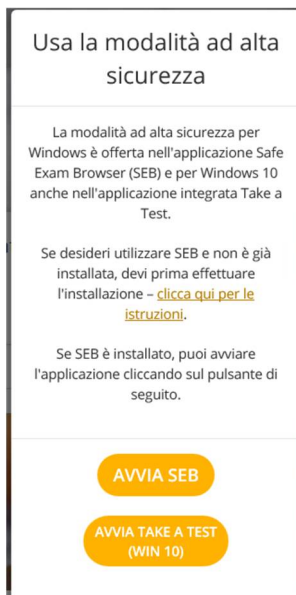 Usa la modalità ad alta
sicurezza
La modalità ad alta sicurezza per
Windows è offerta nell'applicazione Safe
Exam Browser (SEB) e per Windows 10
anche nell'applicazione integrata Take a
Test.
Se desideri utilizzare SEB e non è già
installata, devi prima effettuare
l'installazione – clicca qui per le
istruzioni.
Se SEB è installato, puoi avviare
l'applicazione cliccando sul pulsante di
seguito.
AVVIA SEB
AVVIA TAKE A TEST
(WIN 10)